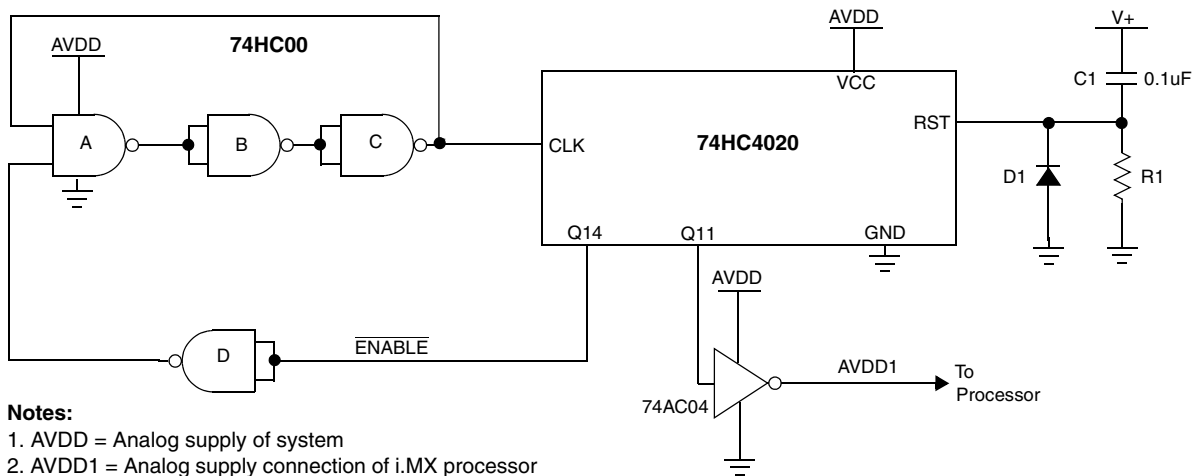 AVDD
74HC00
AVDD
V+
VCC
C1
0.1uF
A
B
C
CLK
74HC4020
RST
D1
R1
Q14
Q11
GND
AVDD
D
ENABLE
AVDD1
To
Processor
74AC04
Notes:
1. AVDD = Analog supply of system
2. AVDD1 = Analog supply connection of i.MX processor